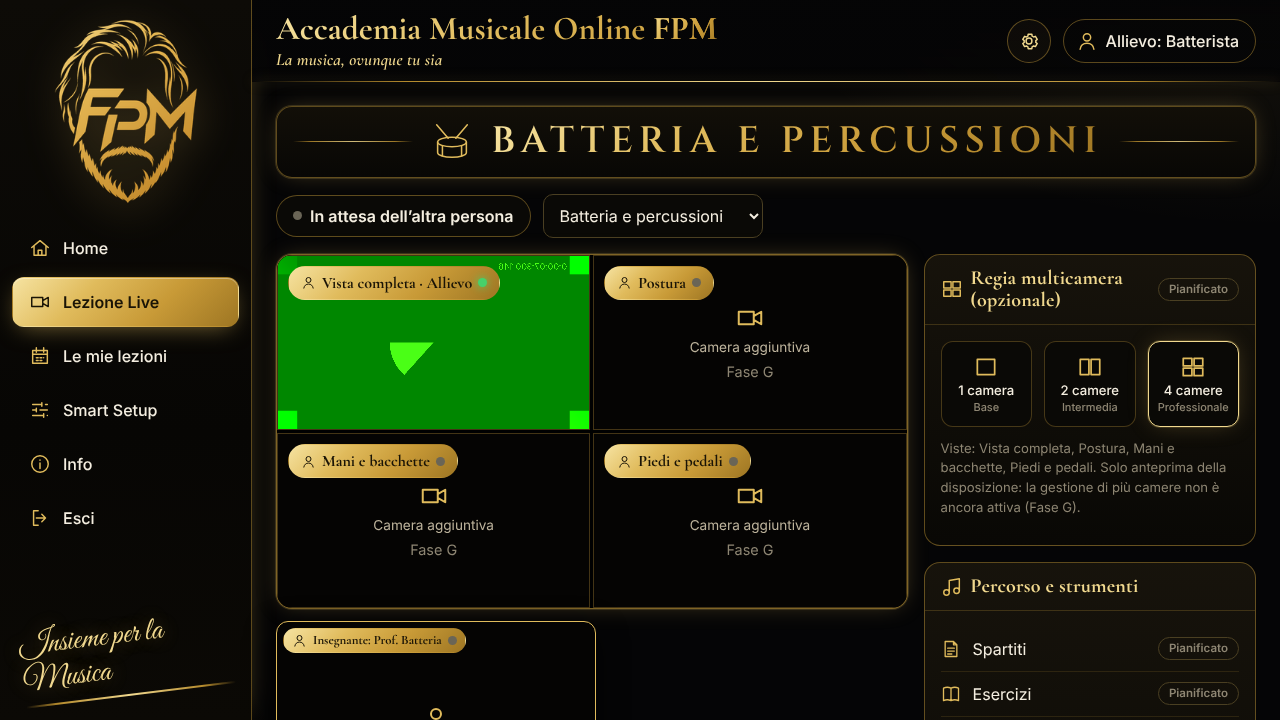 FPM
Home
Lezione Live
Le mie lezioni
Smart Setup
Info
Esci
Insieme per la
Musica
Accademia Musicale Online FPM
La musica, ovunque tu sia
Allievo: Batterista
BATTERIA E PERCUSSIONI
In attesa dell’altra persona
Batteria e percussioni
Vista completa · Allievo
Postura
Camera aggiuntiva
Fase G
Mani e bacchette
Camera aggiuntiva
Fase G
Piedi e pedali
Camera aggiuntiva
Fase G
Insegnante: Prof. Batteria
Regia multicamera
(opzionale)
Pianificato
1 camera
Base
2 camere
Intermedia
4 camere
Professionale
Viste: Vista completa, Postura, Mani e
bacchette, Piedi e pedali. Solo anteprima della
disposizione: la gestione di più camere non è
ancora attiva (Fase G).
Percorso e strumenti
Spartiti
Pianificato
Esercizi
Pianificato